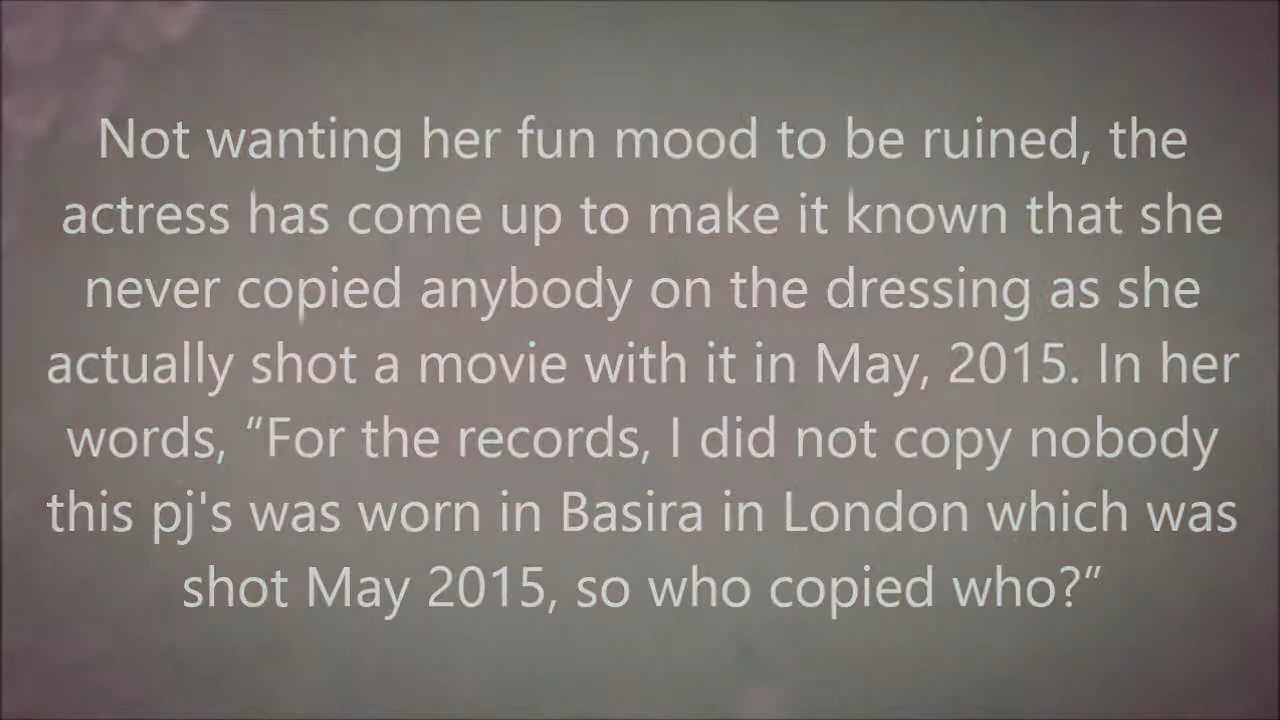 Not wanting her fun mood to be ruined, the
actress has come up to make it known that she
never copied anybody on the dressing as she
actually shot a movie with it in May, 2015. In her
words, “For the records, I did not copy nobody
this pj's was worn in Basira in London which was
shot May 2015, so who copied who?”